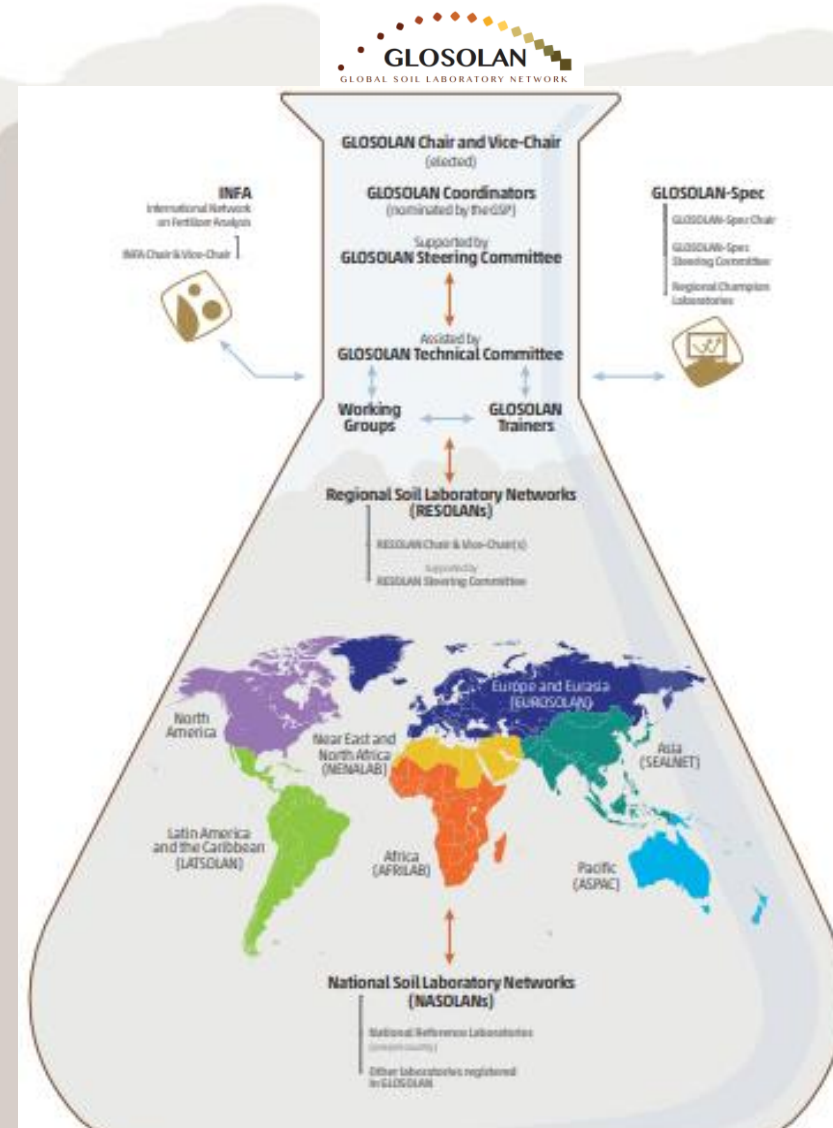 GLOSOLAN
GLOBAL SOIL LABORATORY NETWORK
GLOSOLAN Chair and Vice-Chair
(elected)
INFA
International Network
on Fertilizer Analysis
INFA Chair & Vice-Chair
GLOSOLAN Coordinators
(nominated by the GSP)
Supported by
GLOSOLAN Steering Committee
GLOSOLAN-Spec
GLOSOLAN-Spec Chair
GLOSOLAN-Spec
Steering Committee
Regional Champion
Laboratories
Assisted by
GLOSOLAN Technical Committee
Working
Groups
GLOSOLAN
Trainers
Regional Soil Laboratory Networks
(RESOLANs)
RESOLAN Chair & Vice-Chair(s)
Supported by
RESOLAN Steering Committee
Europe and Eurasia
(EUROSOLAN)
North
America
Near East and
North Africa
(NENALAB)
Asia
(SEALNET)
Latin America
and the Caribbean
(LATSOLAN)
Africa
(AFRILAB)
Pacific
(ASPAC)
National Soil Laboratory Networks
(NASOLANs)
National Reference Laboratories
Other laboratories registered
in GLOSOLAN